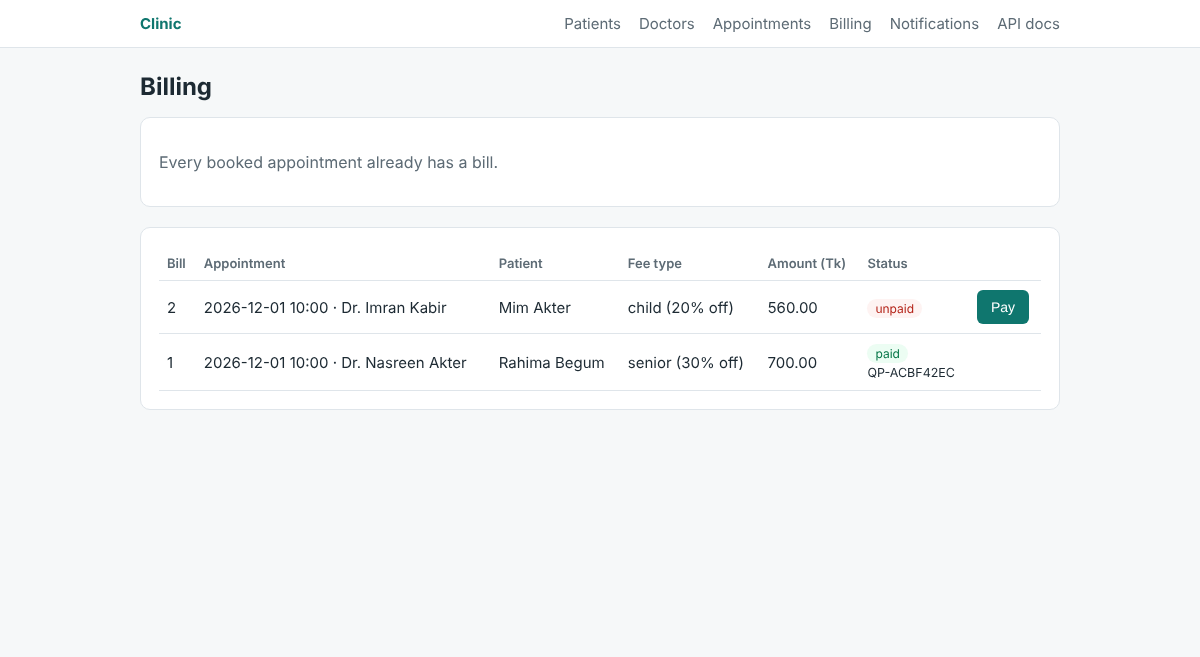 Clinic Patients Doctors Appointments Billing Notifications API docs
Billing
Every booked appointment already has a bill.
Bill Appointment Patient Fee type Amount (Tk) Status
2 2026-12-01 10:00 · Dr. Imran Kabir Mim Akter child (20% off) 560.00 unpaid Pay
1 2026-12-01 10:00 · Dr. Nasreen Akter Rahima Begum senior (30% off) 700.00 paid
QP-ACBF42EC